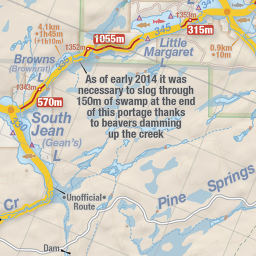 4.1km
+1h45m
(+1h10m)
1353m
1352m
1055m
315m
Little
Margaret
345
0.9km
+10m
Browns
(Brownrat)
L
335
1343m
570m
As of early 2014 it was
necessary to slog through
150m of swamp at the end
of this portage thanks
to beavers damming
up the creek
South
Jean
(Gean's)
L
330
Unofficial
Route
Pine Springs
Cr
Dam